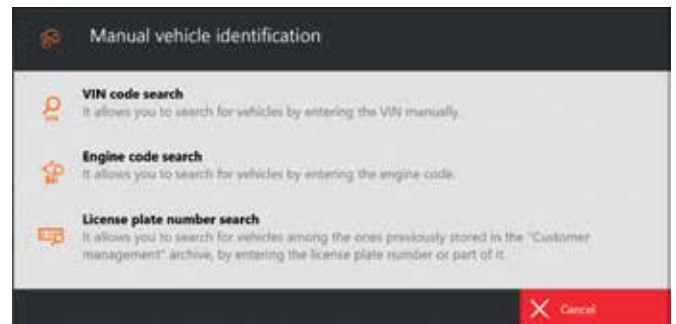 Manual vehicle identification
VIN code search
It allows you to search for vehicles by entering the VIN manually.
Engine code search
It allows you to search for vehicles by entering the engine code.
License plate number search
It allows you to search for vehicles among the ones previously stored in the "Customer
management" archive, by entering the license plate number or part of it.
Cancel